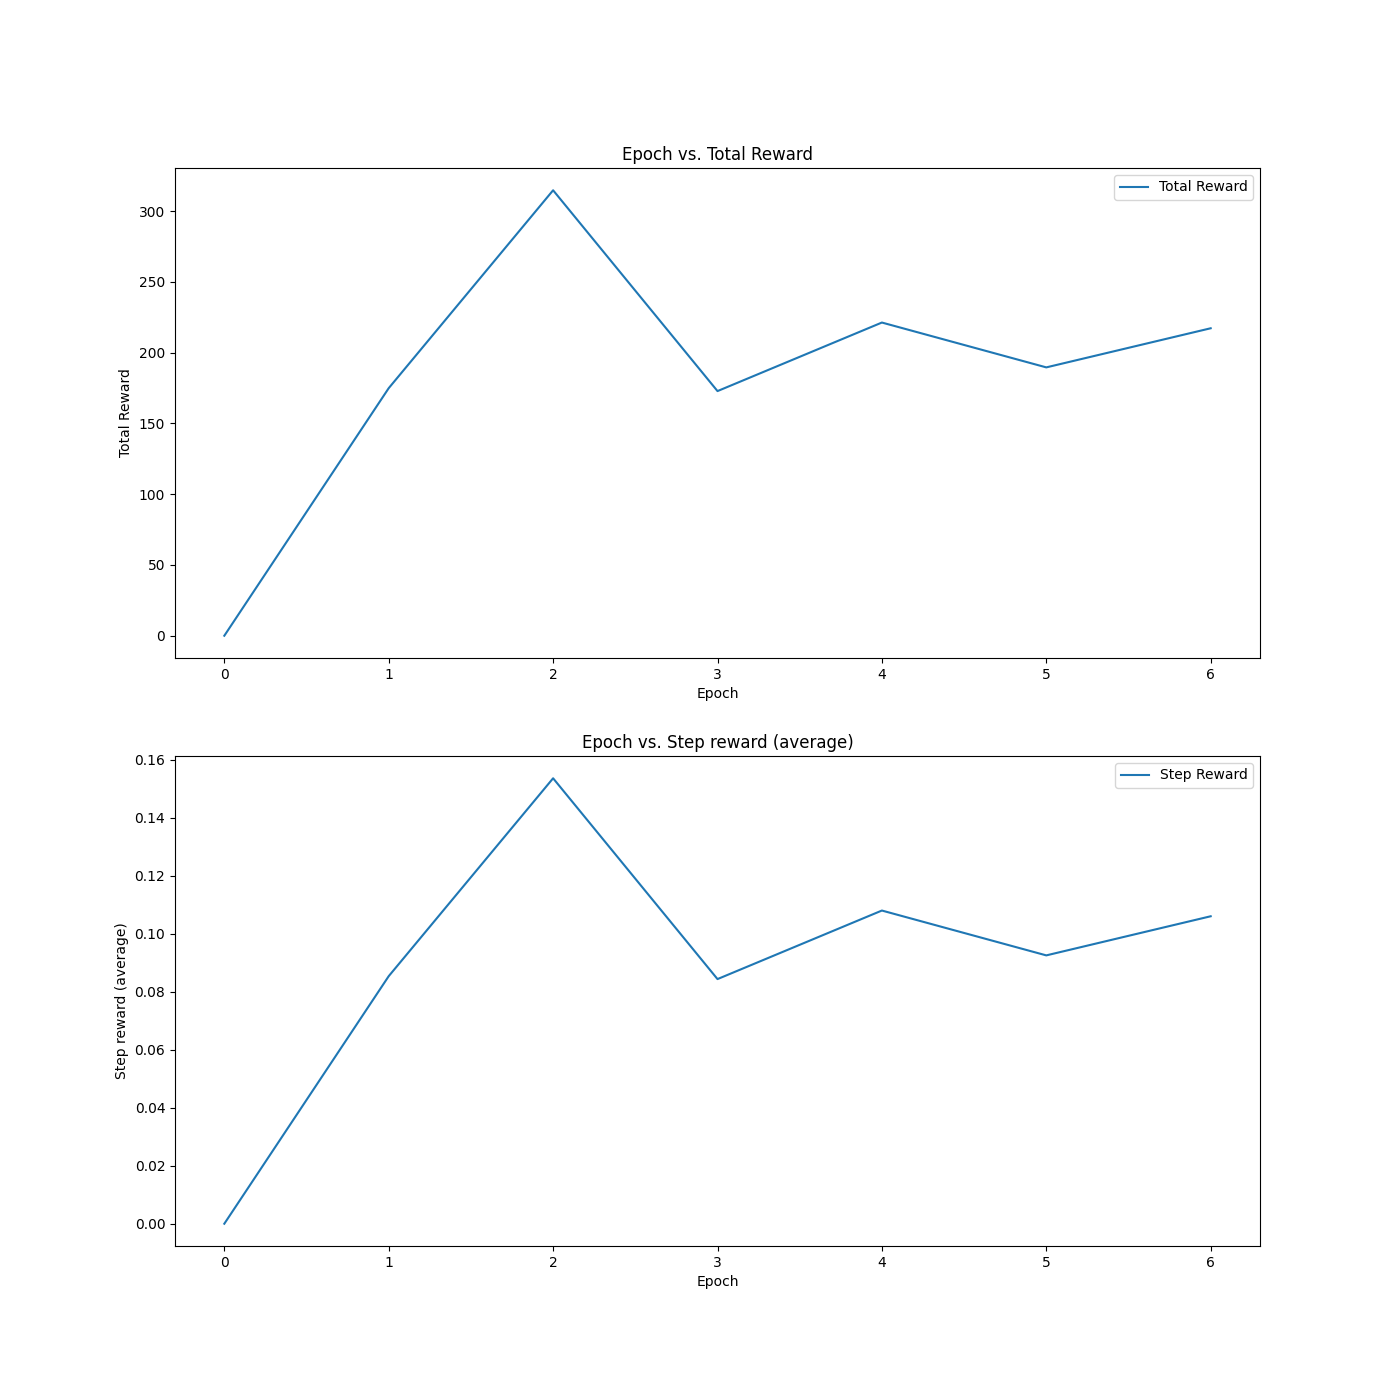 Epoch vs. Total Reward
Total Reward
300
250
200
150
100
50
0
Total Reward
0 1 2 3 4 5 6
Epoch
Epoch vs. Step reward (average)
Step Reward
0.16
0.14
0.12
0.10
0.08
0.06
0.04
0.02
0.00
Step reward (average)
0 1 2 3 4 5 6
Epoch